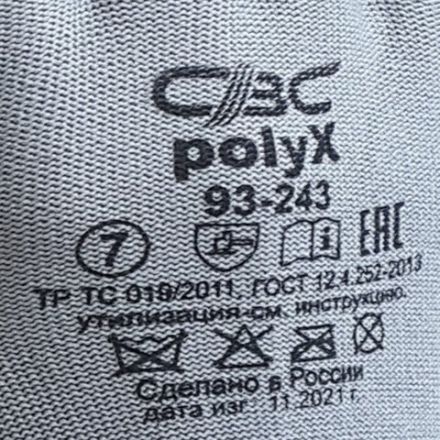 СВС
polyX
93-243
7 i EAC
ТР ТС 019/2011, ГОСТ 12.4.252-2013
утилизация-см. инструкцию.
Сделано в России
дата изг. 11.2021 г.